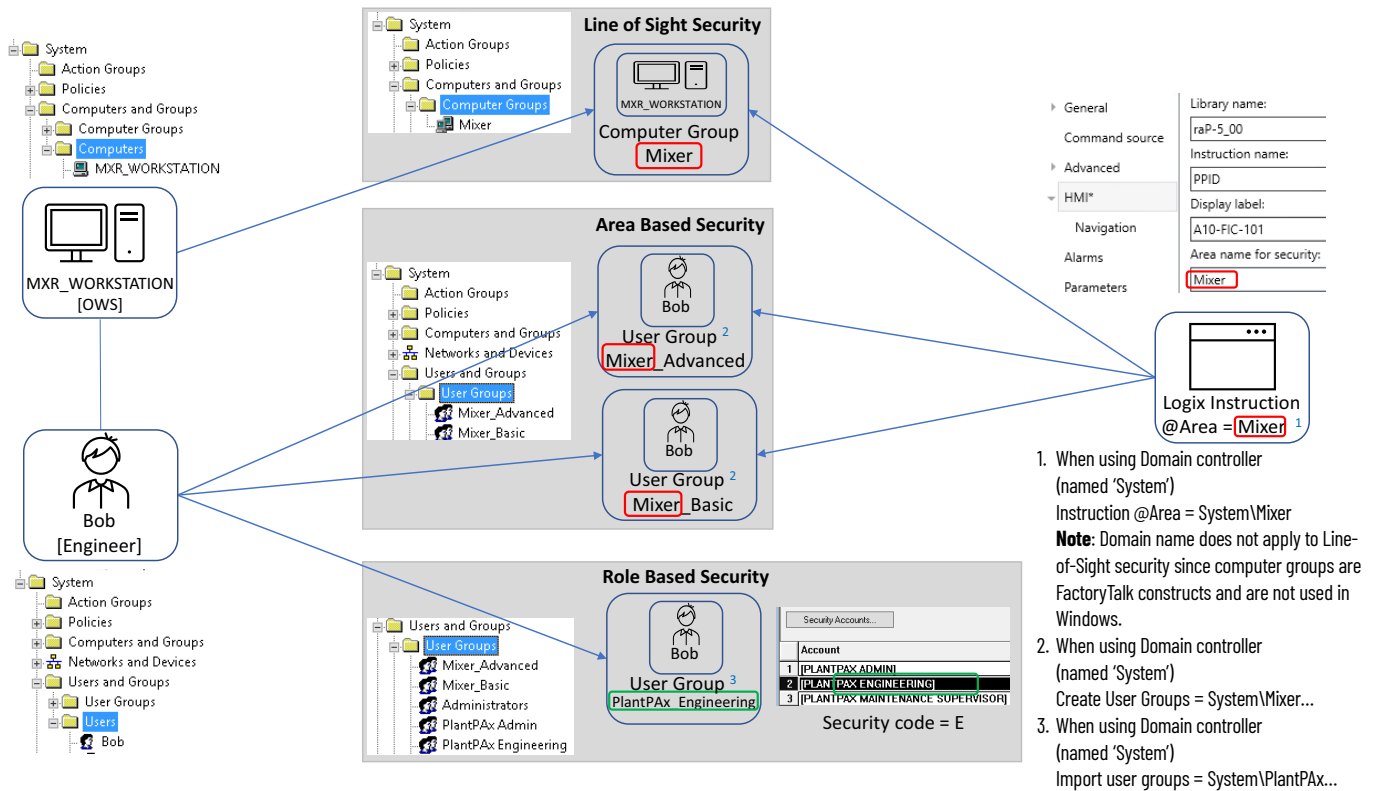 System
Action Groups
Policies
Computers and Groups
Computer Groups
Computers
MXR_WORKSTATION
MXR_WORKSTATION
[OWS]
Bob
[Engineer]
System
Action Groups
Policies
Computers and Groups
Networks and Devices
Users and Groups
User Groups
Users
Bob
Line of Sight Security
System
Action Groups
Policies
Computers and Groups
Computer Groups
Mixer
MXR_WORKSTATION
Computer Group
Mixer
Area Based Security
System
Action Groups
Policies
Computers and Groups
Networks and Devices
Users and Groups
User Groups
Mixer_Advanced
Mixer_Basic
Bob
User Group 2
Mixer_Advanced
Bob
User Group 2
Mixer_Basic
Role Based Security
Users and Groups
User Groups
Mixer_Advanced
Mixer_Basic
Administrators
PlantPAx Admin
PlantPAx Engineering
Bob
User Group 3
PlantPAx_Engineering
Security Accounts...
Account
1 [PLANTPAX ADMIN]
2 [PLANTPAX ENGINEERING]
3 [PLANTPAX MAINTENANCE SUPERVISOR]
Security code = E
General
Command source
Advanced
HMI*
Navigation
Alarms
Parameters
Library name:
raP-5_00
Instruction name:
PPID
Display label:
A10-FIC-101
Area name for security:
Mixer
Logix Instruction
@Area = Mixer 1
1. When using Domain controller
(named ‘System’)
Instruction @Area = System\Mixer
Note: Domain name does not apply to Line-
of-Sight security since computer groups are
FactoryTalk constructs and are not used in
Windows.
2. When using Domain controller
(named ‘System’)
Create User Groups = System\Mixer...
3. When using Domain controller
(named ‘System’)
Import user groups = System\PlantPAx...